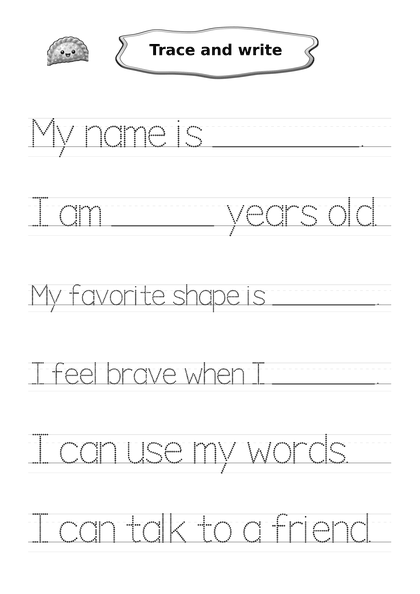 Trace and write
My name is ____________.
I am ________ years old.
My favorite shape is ________.
I feel brave when I ________.
I can use my words.
I can talk to a friend.